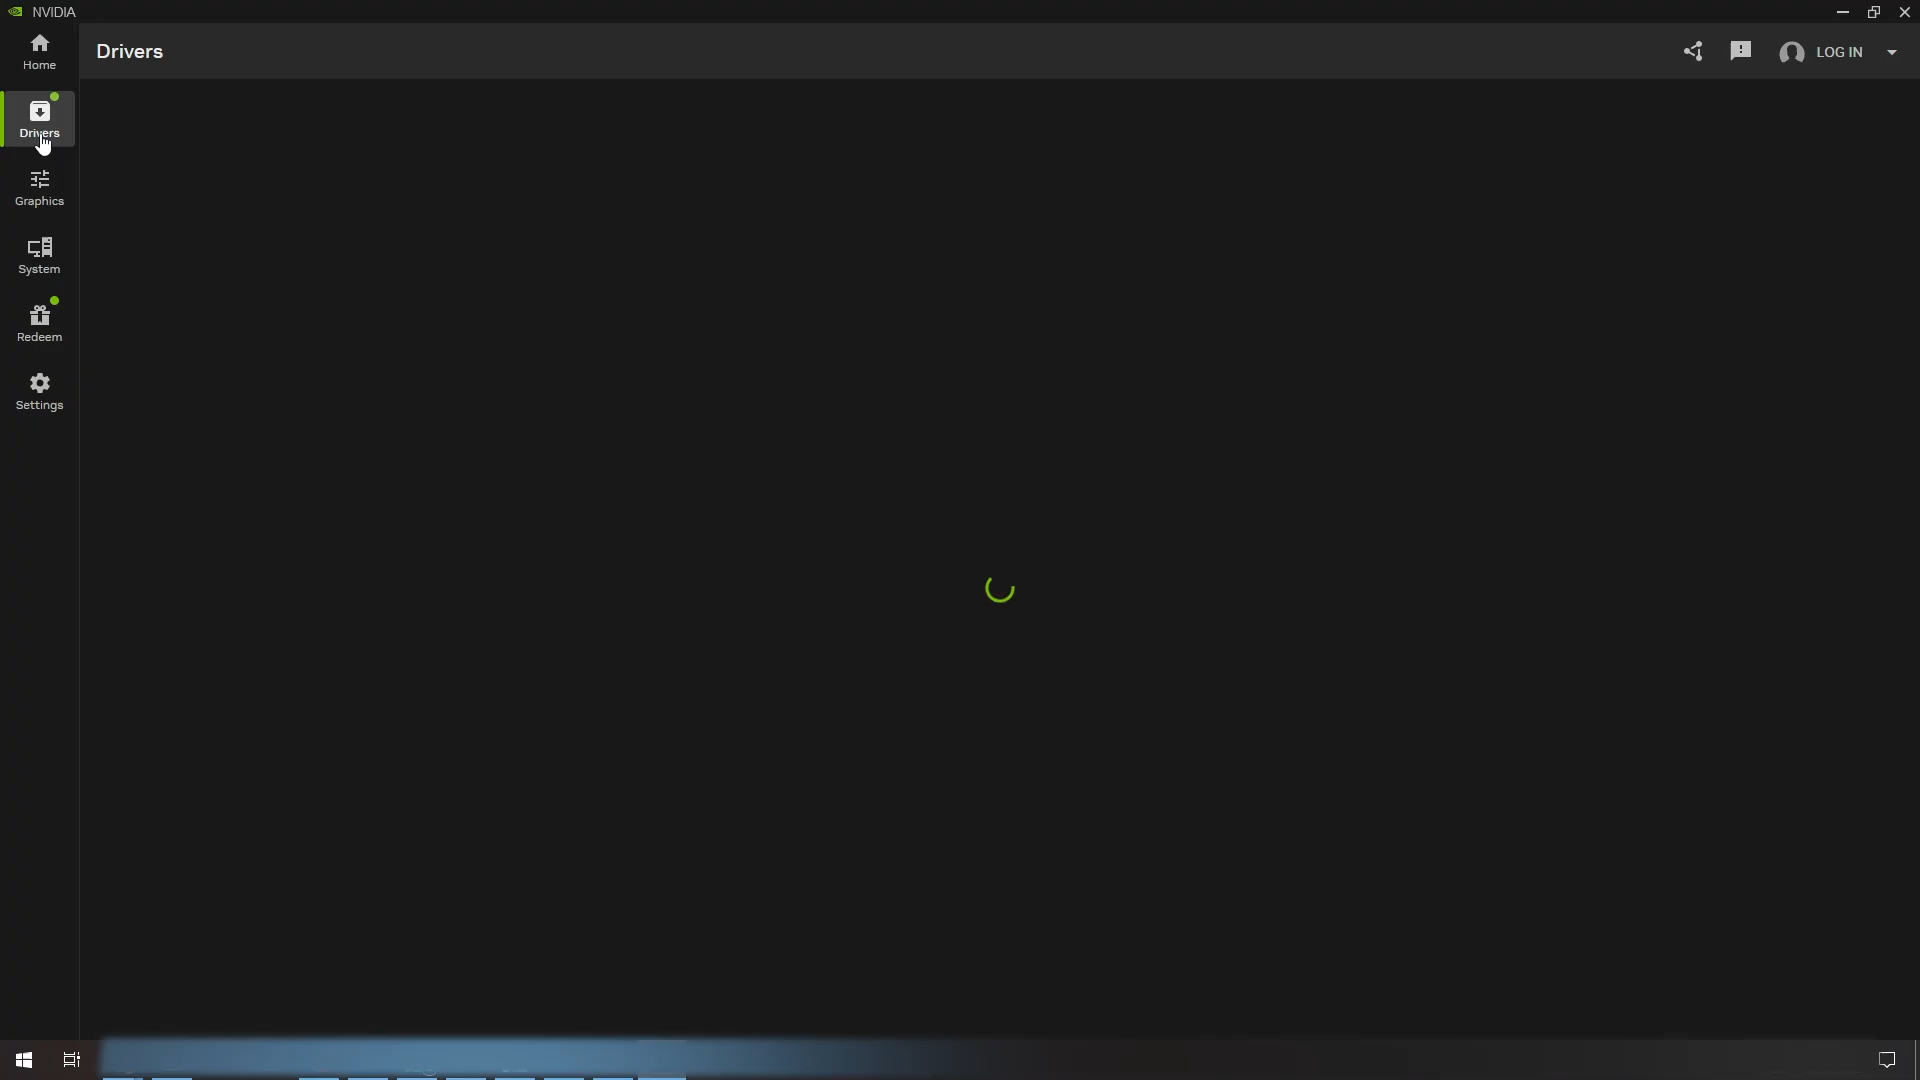 NVIDIA
Home
Drivers
LOG IN
Drivers
Graphics
System
Redeem
Settings